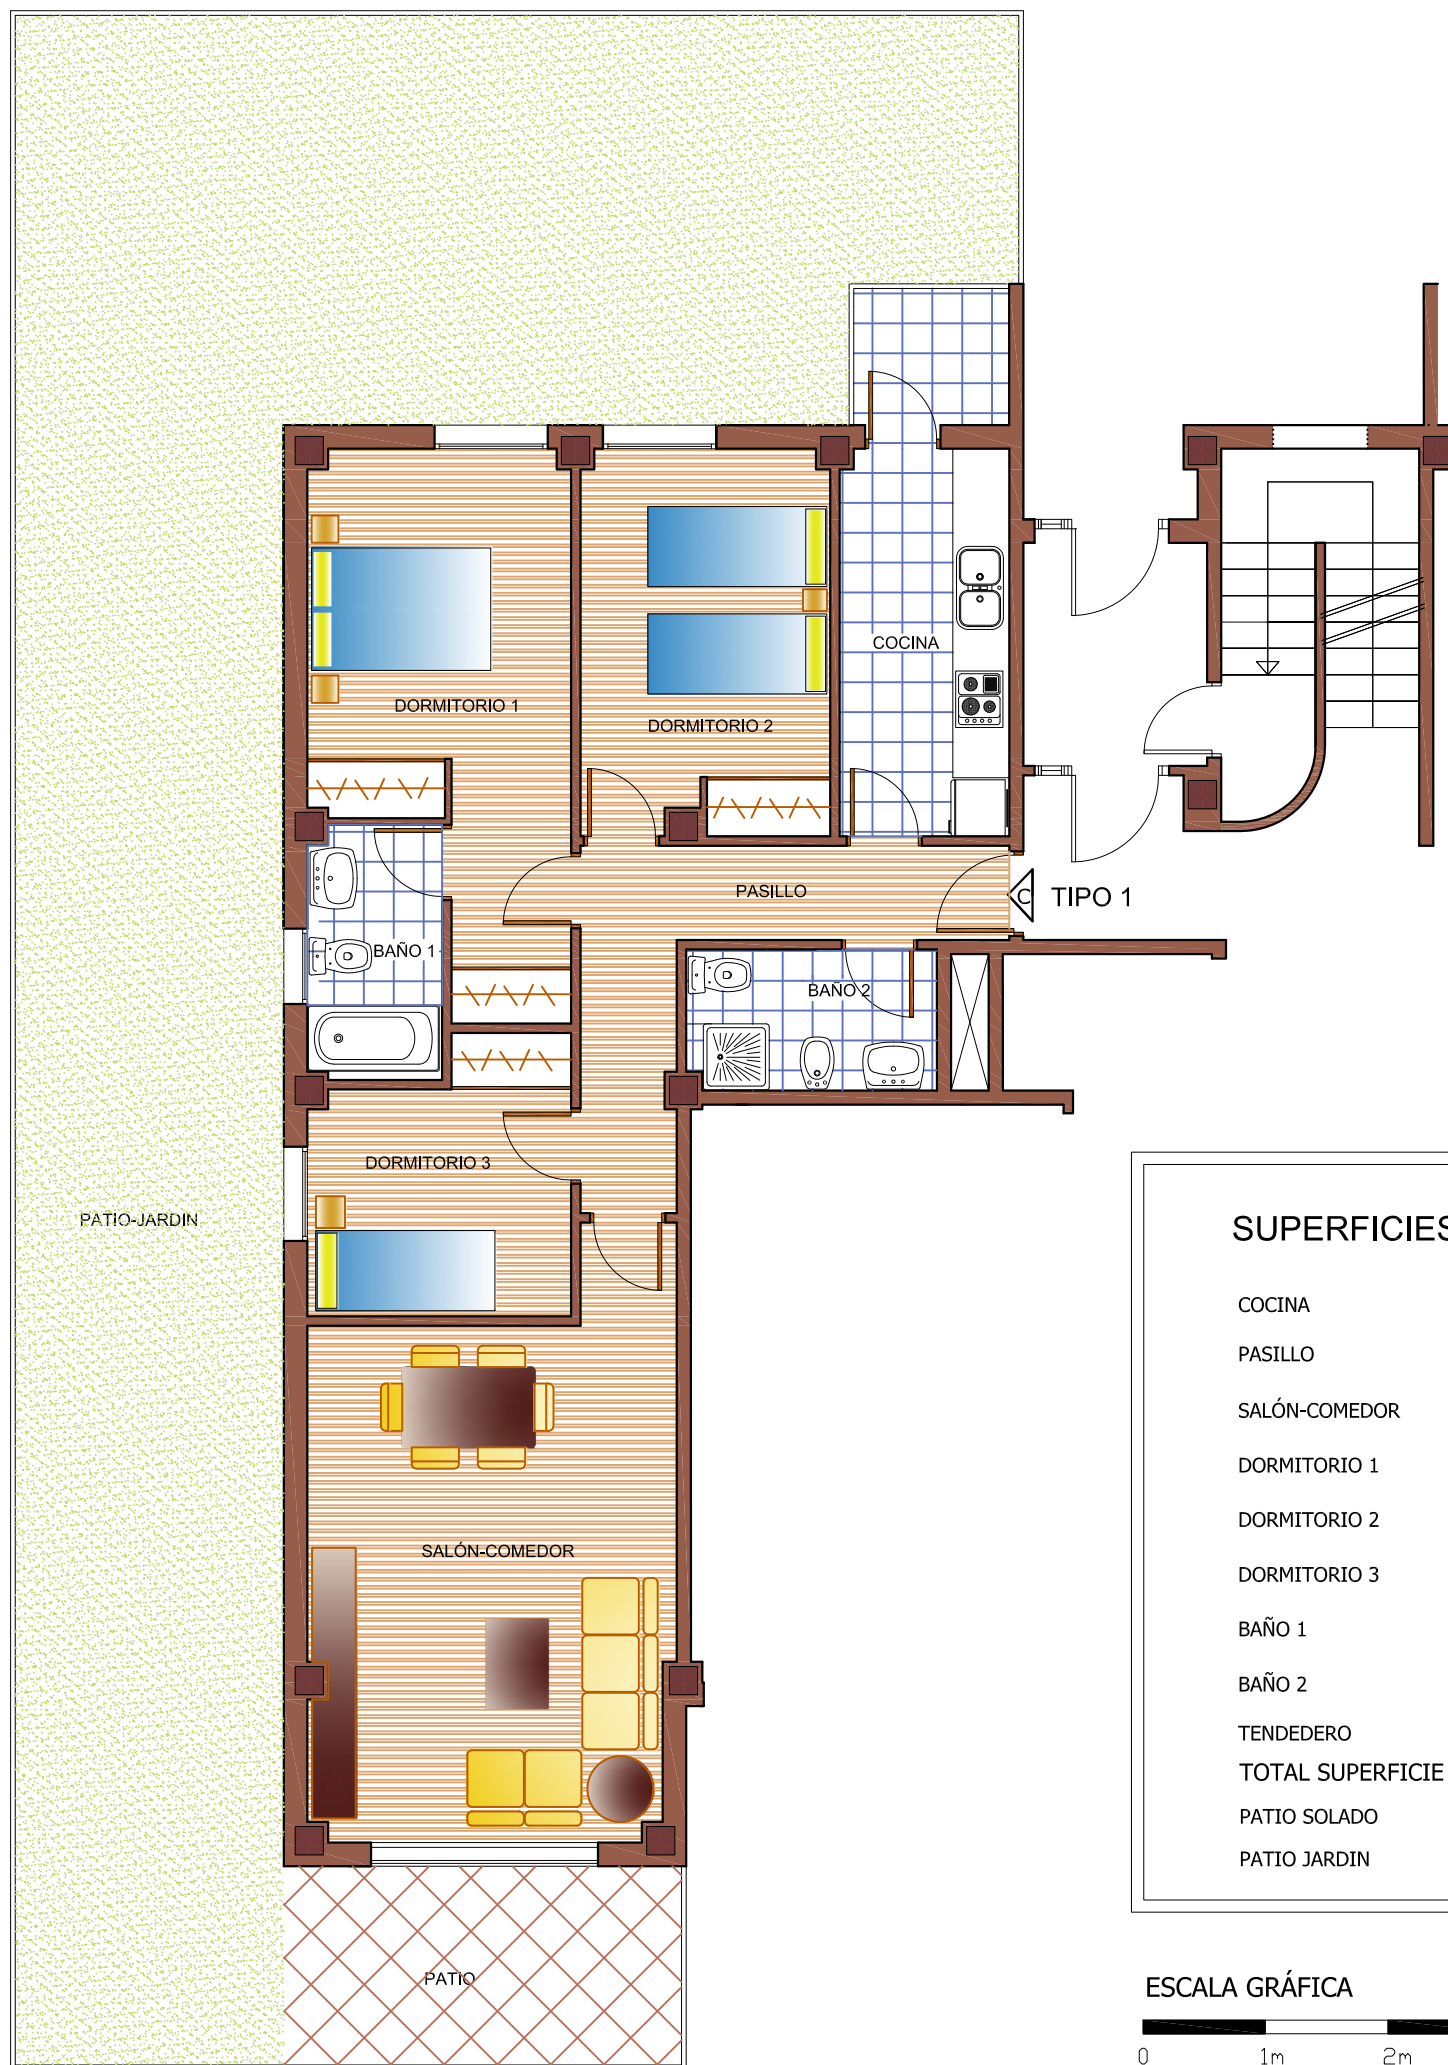 COCINA
DORMITORIO 1
DORMITORIO 2
PASILLO
C
TIPO 1
BAÑO 1
BAÑO 2
DORMITORIO 3
PATIO-JARDIN
SALÓN-COMEDOR
PATIO
SUPERFICIES
COCINA
PASILLO
SALÓN-COMEDOR
DORMITORIO 1
DORMITORIO 2
DORMITORIO 3
BAÑO 1
BAÑO 2
TENDEDERO
TOTAL SUPERFICIE
PATIO SOLADO
PATIO JARDIN
ESCALA GRÁFICA
0 1m 2m